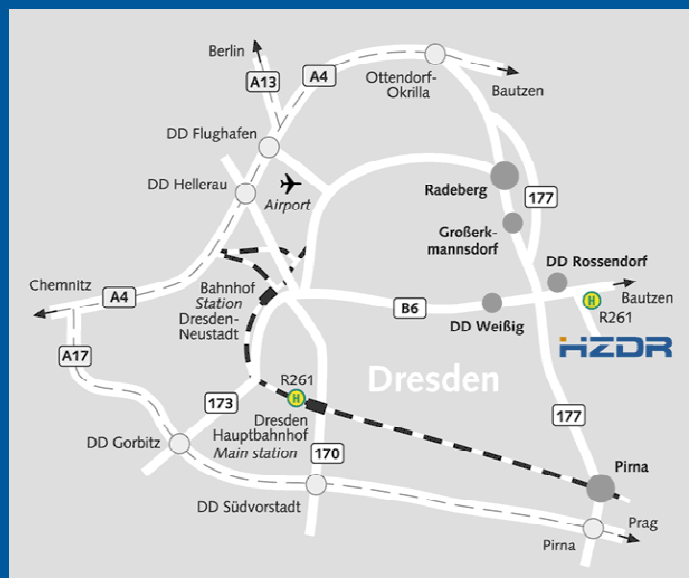 Berlin
A13
A4
Ottendorf-
Okrilla
Bautzen
DD Flughafen
DD Hellerau
Airport
Radeberg
177
Großerk-
mannsdorf
DD Rossendorf
Chemnitz
A4
Bahnhof
Station
Dresden-
Neustadt
B6
DD Weißig
H
Bautzen
R261
HZDR
A17
R261
H
Dresden
173
Dresden
Hauptbahnhof
Main station
177
DD Gorbitz
170
Pirna
DD Südvorstadt
Prag
Pirna